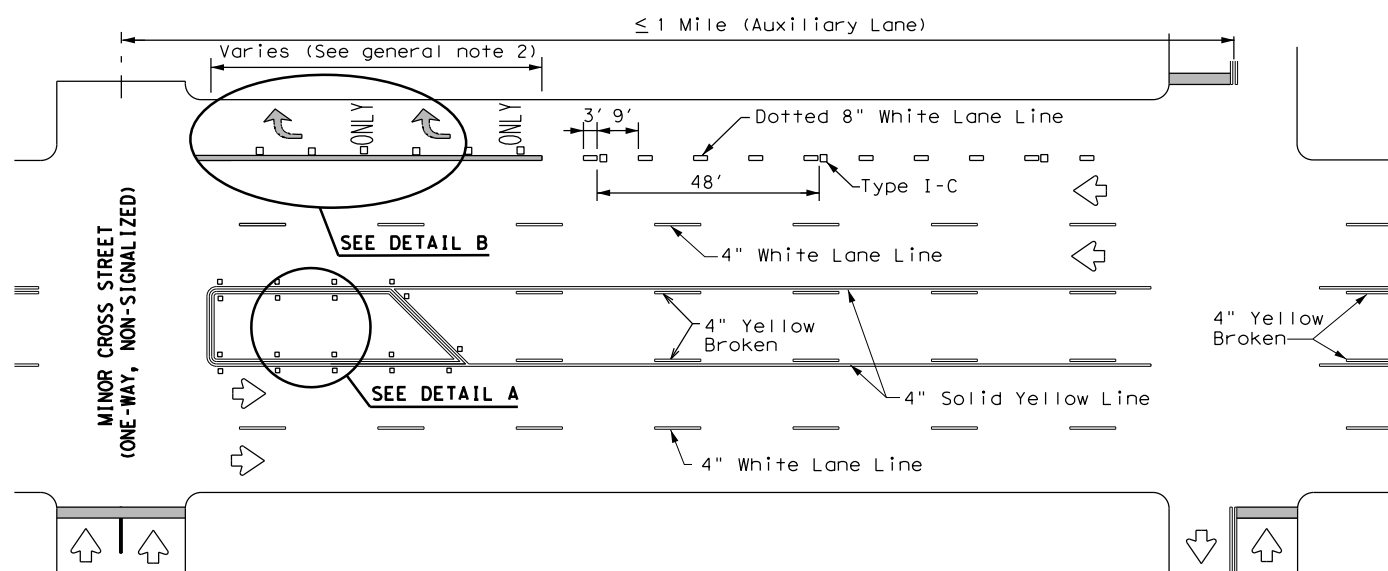 ≤ 1 Mile (Auxiliary Lane)
Varies (See general note 2)
ONLY
ONLY
3' 9'
Dotted 8" White Lane Line
48'
Type I-C
SEE DETAIL B
4" White Lane Line
MINOR CROSS STREET
(ONE-WAY, NON-SIGNALIZED)
4" Yellow
Broken
4" Yellow
Broken
SEE DETAIL A
4" Solid Yellow Line
4" White Lane Line